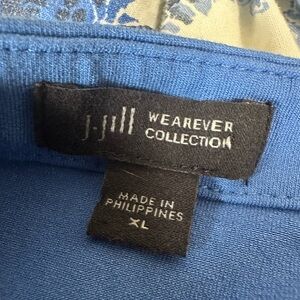 J.Jill WEAREVER
COLLECTION
MADE IN
PHILIPPINES
XL